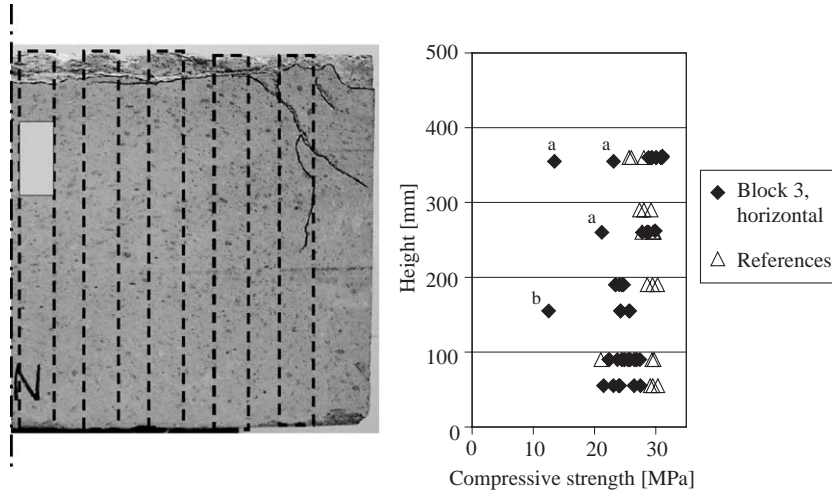 N
500
400
300
200
100
0
Height [mm]
a
a
a
b
0
10
20
30
Compressive strength [MPa]
Block 3,
horizontal
References